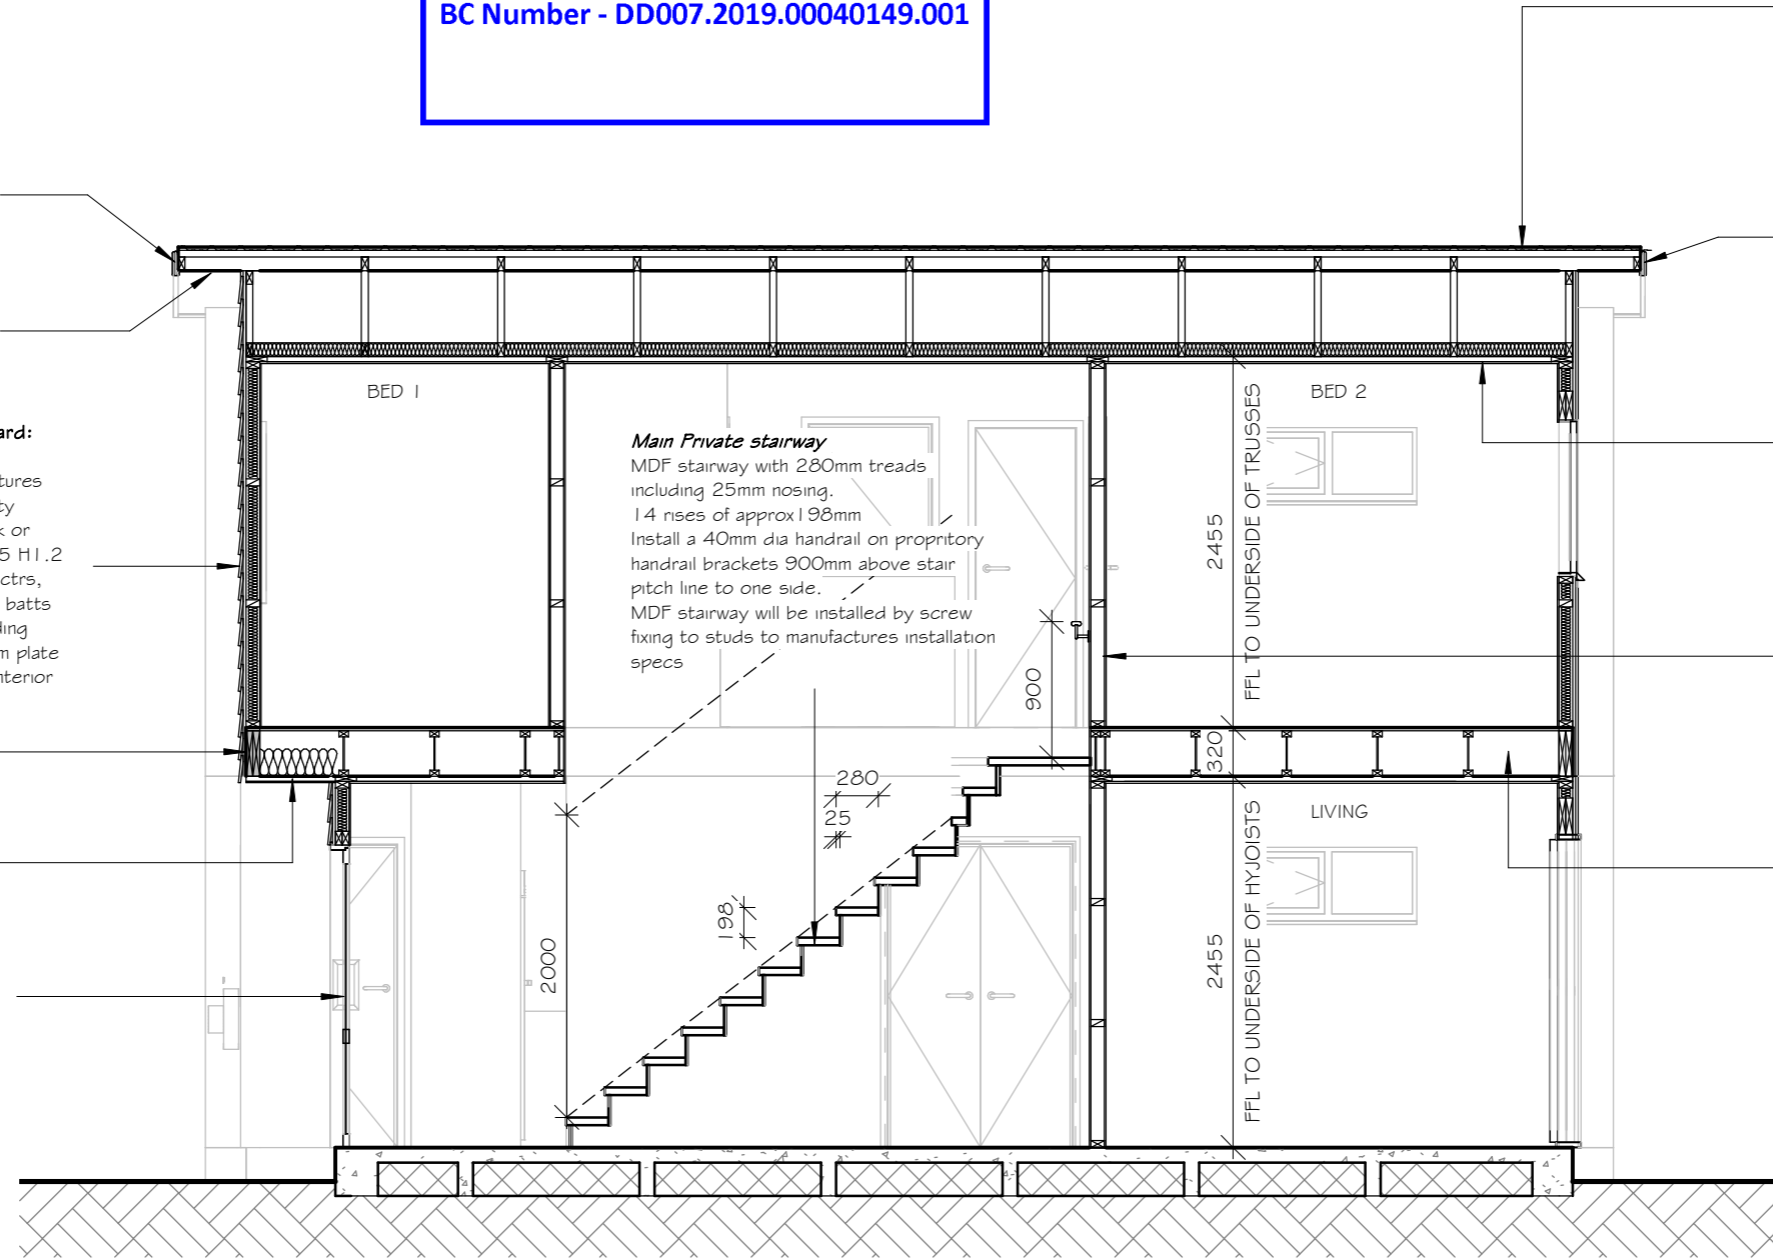 BC Number - DD007.2019.00040149.001
BED 1
BED 2
ard:
tures
ty
k or
5 H1.2
ctrs,
batts
ding
m plate
nterior
Main Private stairway
MDF stairway with 280mm treads
including 25mm nosing.
14 rises of approx198mm
Install a 40mm dia handrail on propritory
handrail brackets 900mm above stair
pitch line to one side.
MDF stairway will be installed by screw
fixing to studs to manufactures installation
specs
2455
FFL TO UNDERSIDE OF TRUSSES
900
320
280
25
198
2000
LIVING
2455
FFL TO UNDERSIDE OF HYJOISTS